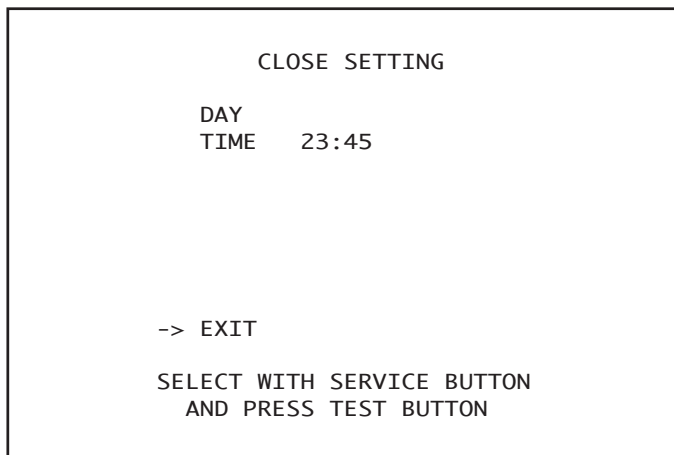 CLOSE SETTING
DAY
TIME 23:45
-> EXIT
SELECT WITH SERVICE BUTTON
AND PRESS TEST BUTTON